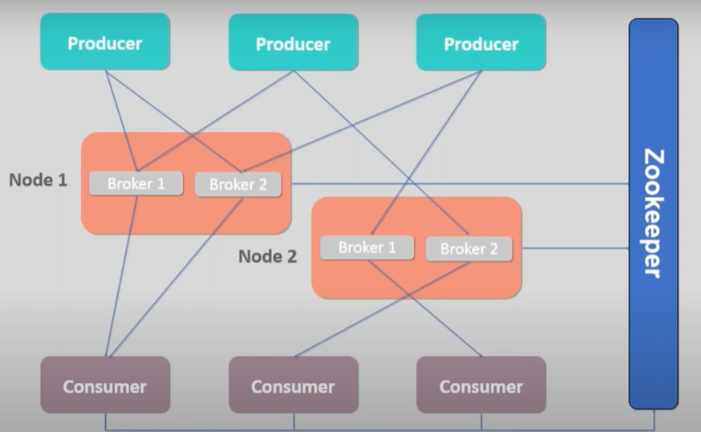 Producer
Producer
Producer
Node 1
Broker 1
Broker 2
Zookeeper
Node 2
Broker 1
Broker 2
Consumer
Consumer
Consumer